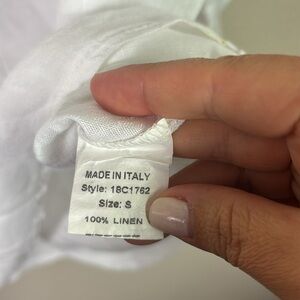 MADE IN ITALY
Style: 18C1762
Size: S
100% LINEN